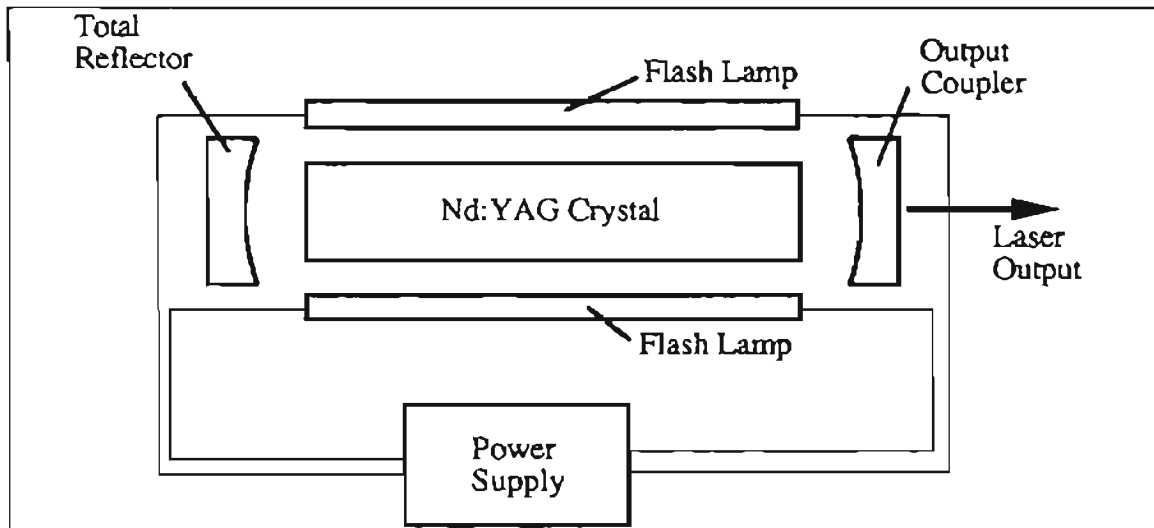 Total
Reflector
Flash Lamp
Output
Coupler
Nd:YAG Crystal
Laser
Output
Flash Lamp
Power
Supply